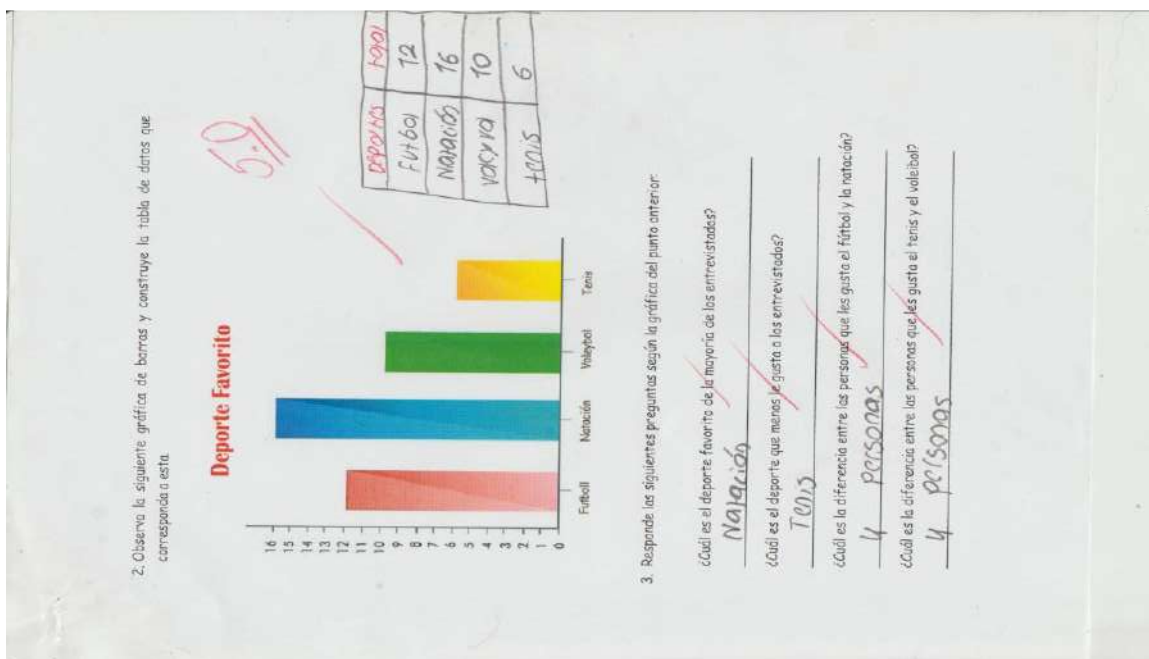 2. Observa la siguiente gráfica de barras y construye la tabla de datos que
corresponda a esta.
5.0
Deporte Favorito
16
15
14
13
12
11
10
9
8
7
6
5
4
3
2
1
0
Futboll Natación Voleybol Tenis
Deportes total
Futbol 12
Natación 16
10
tenis 6
3. Responde las siguientes preguntas según la gráfica del punto anterior:
¿Cuál es el deporte favorito de la mayoría de los entrevistados?
Natación
¿Cuál es el deporte que menos le gusta a los entrevistados?
Tenis
¿Cuál es la diferencia entre las personas que les gusta el fútbol y la natación?
4 personas
¿Cuál es la diferencia entre las personas que les gusta el tenis y el voleibol?
4 personas